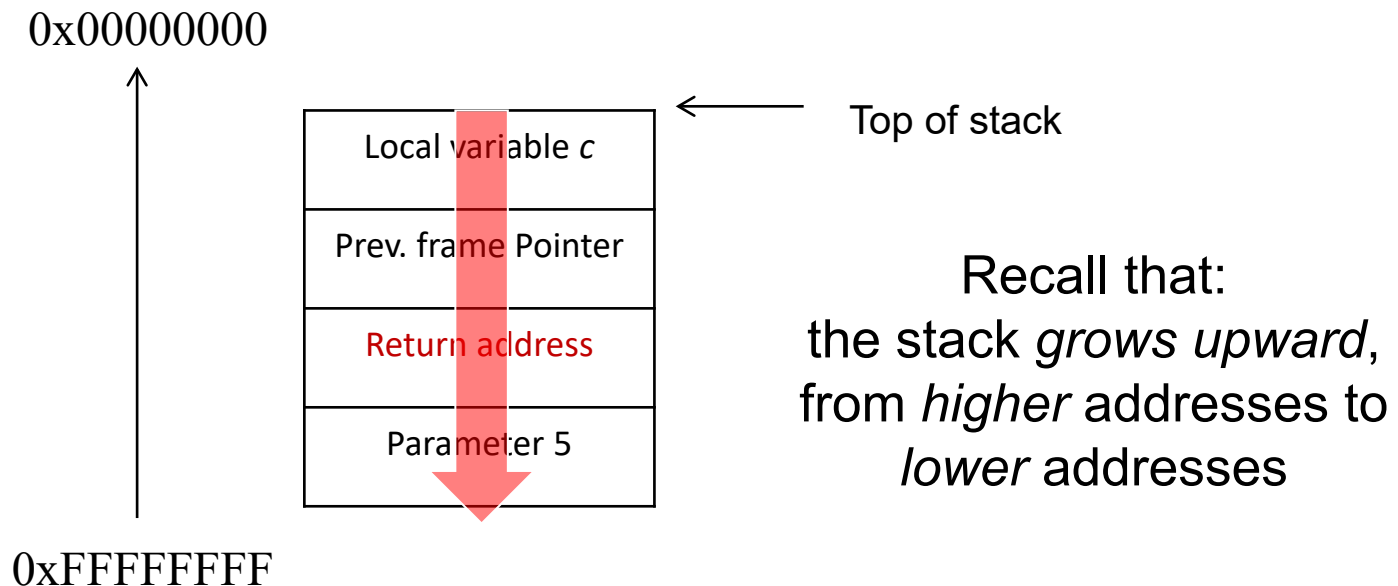 0x00000000
Top of stack
Local variable c
Prev. frame Pointer
Return address
Parameter 5
Recall that:
the stack grows upward,
from higher addresses to
lower addresses
0xFFFFFFFF